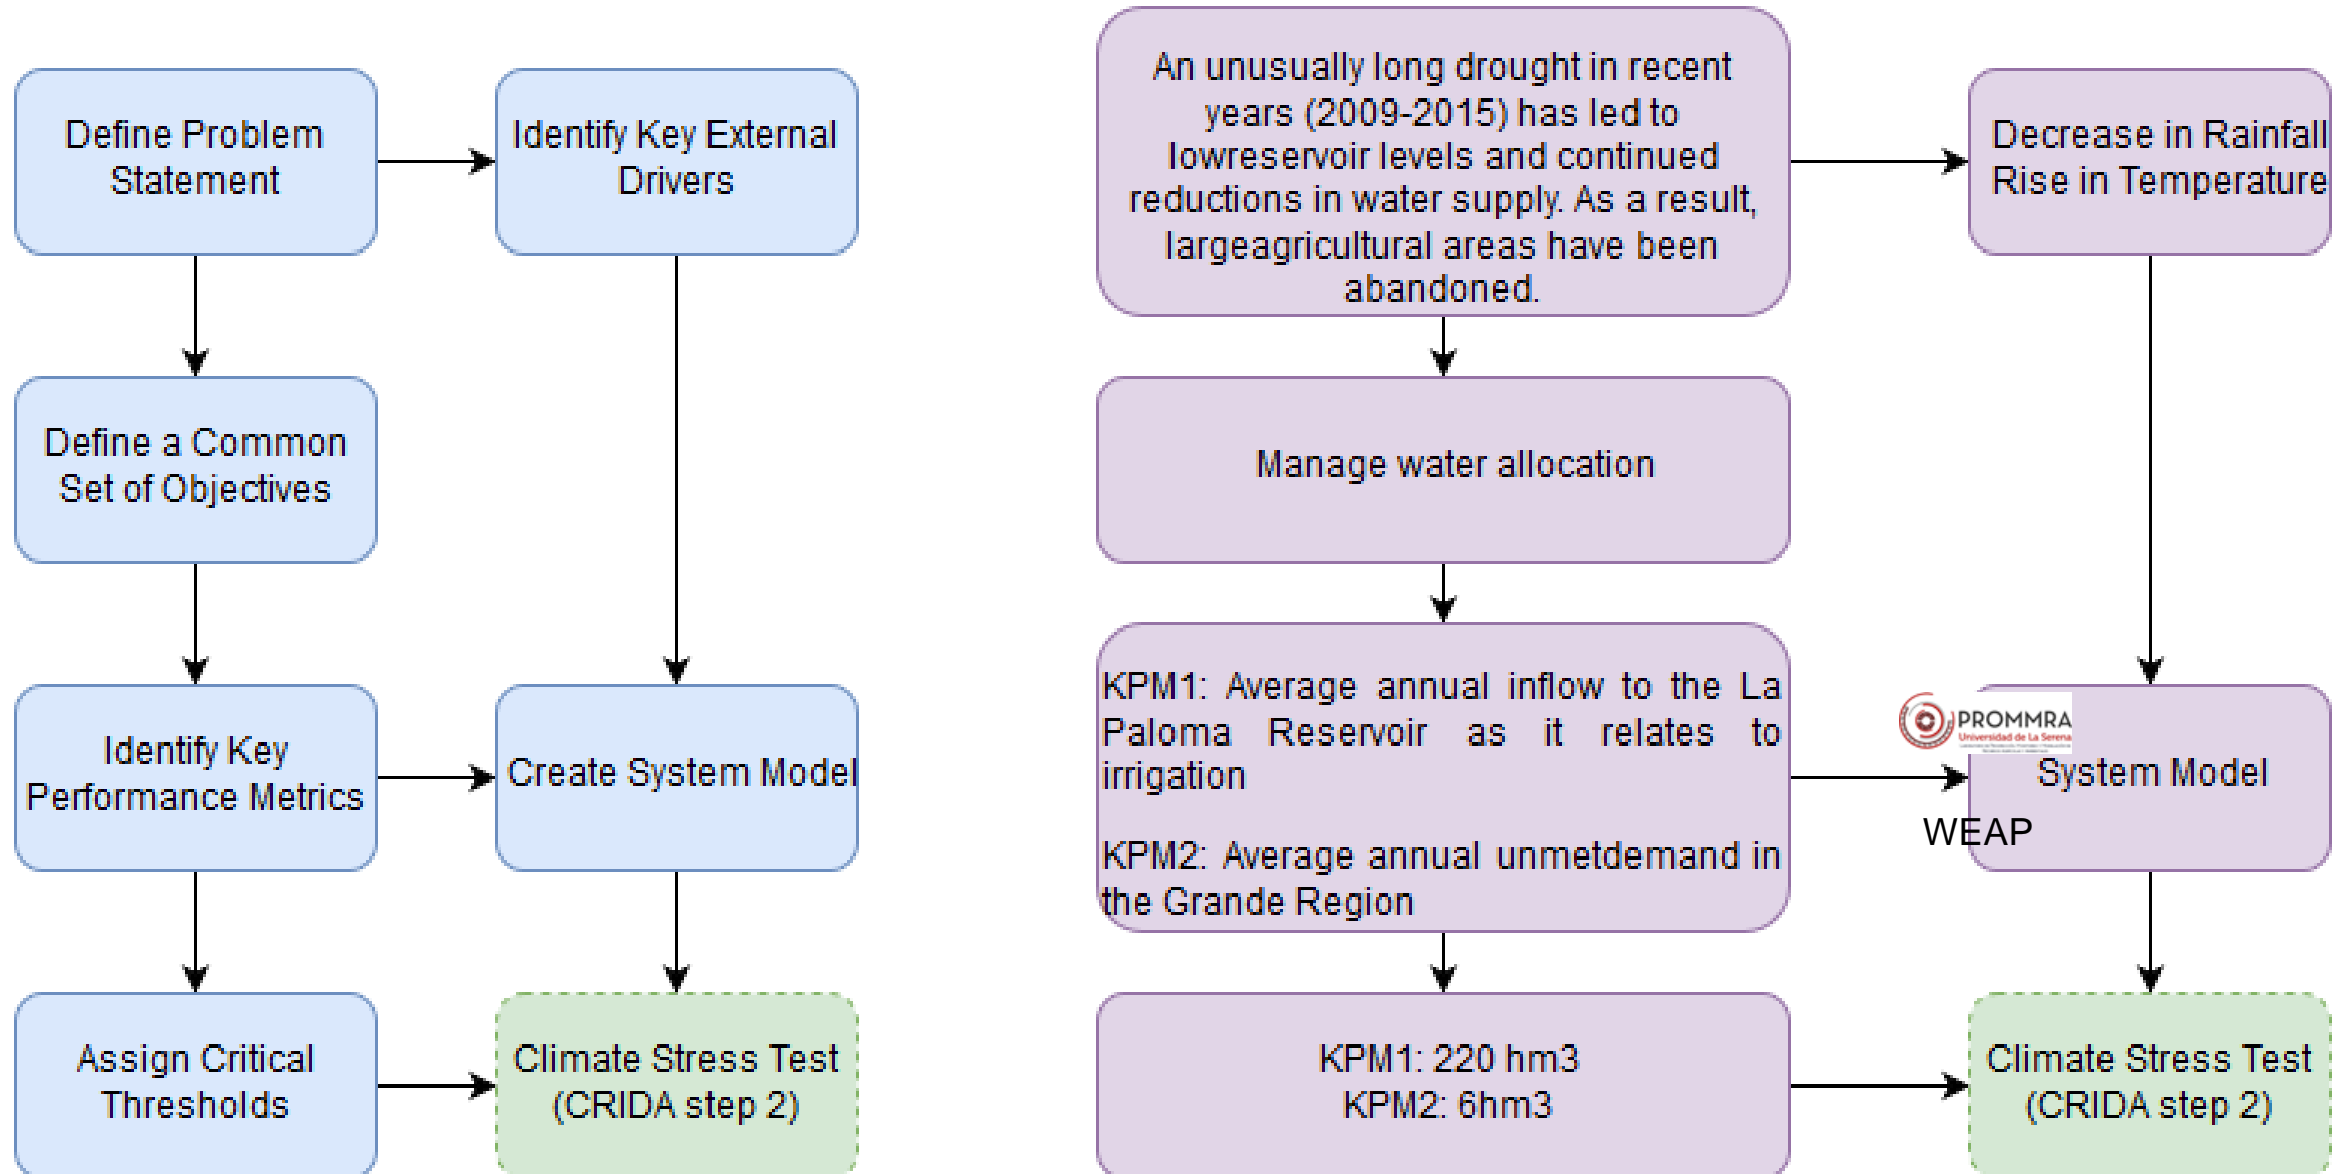 Define Problem
Statement
Identify Key External
Drivers
Define a Common
Set of Objectives
Identify Key
Performance Metrics
Create System Model
Assign Critical
Thresholds
Climate Stress Test
(CRIDA step 2)
An unusually long drought in recent
years (2009-2015) has led to
lowreservoir levels and continued
reductions in water supply. As a result,
largeagricultural areas have been
abandoned.
Decrease in Rainfall
Rise in Temperature
Manage water allocation
KPM1: Average annual inflow to the La
Paloma Reservoir as it relates to
irrigation
KPM2: Average annual unmetdemand in
the Grande Region
PROMMRA
Universidad de La Serena
System Model
WEAP
KPM1: 220 hm3
KPM2: 6hm3
Climate Stress Test
(CRIDA step 2)